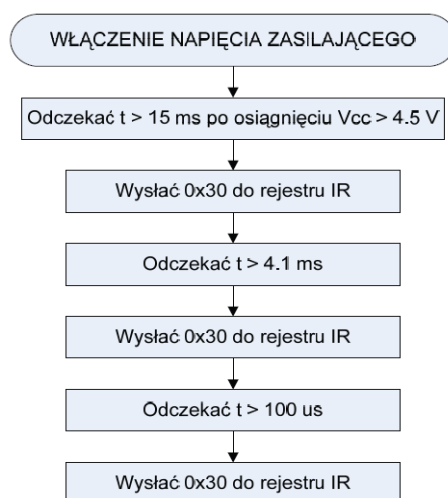 WŁĄCZENIE NAPIĘCIA ZASILAJĄCEGO
Odczekać t > 15 ms po osiągnięciu Vcc > 4.5 V
Wysłać 0x30 do rejestru IR
Odczekać t > 4.1 ms
Wysłać 0x30 do rejestru IR
Odczekać t > 100 us
Wysłać 0x30 do rejestru IR